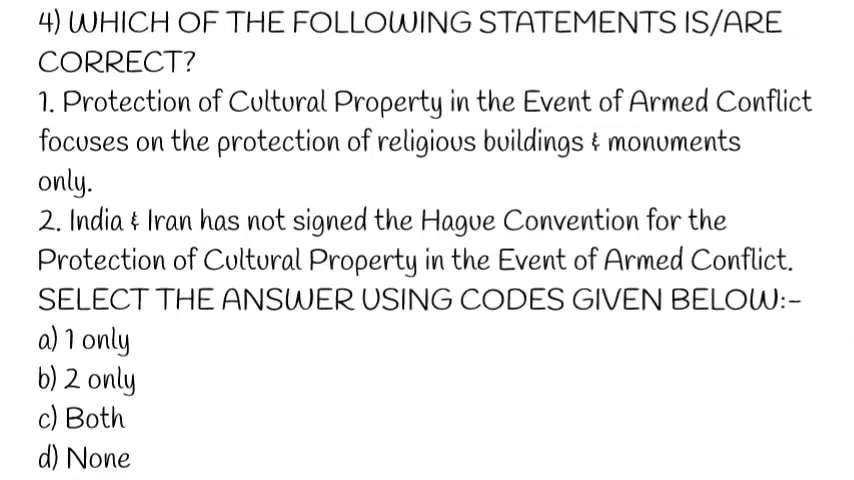 4) WHICH OF THE FOLLOWING STATEMENTS IS/ARE
CORRECT?
1. Protection of Cultural Property in the Event of Armed Conflict
focuses on the protection of religious buildings & monuments
only.
2. India & Iran has not signed the Hague Convention for the
Protection of Cultural Property in the Event of Armed Conflict.
SELECT THE ANSWER USING CODES GIVEN BELOW:-
a) 1 only
b) 2 only
c) Both
d) None